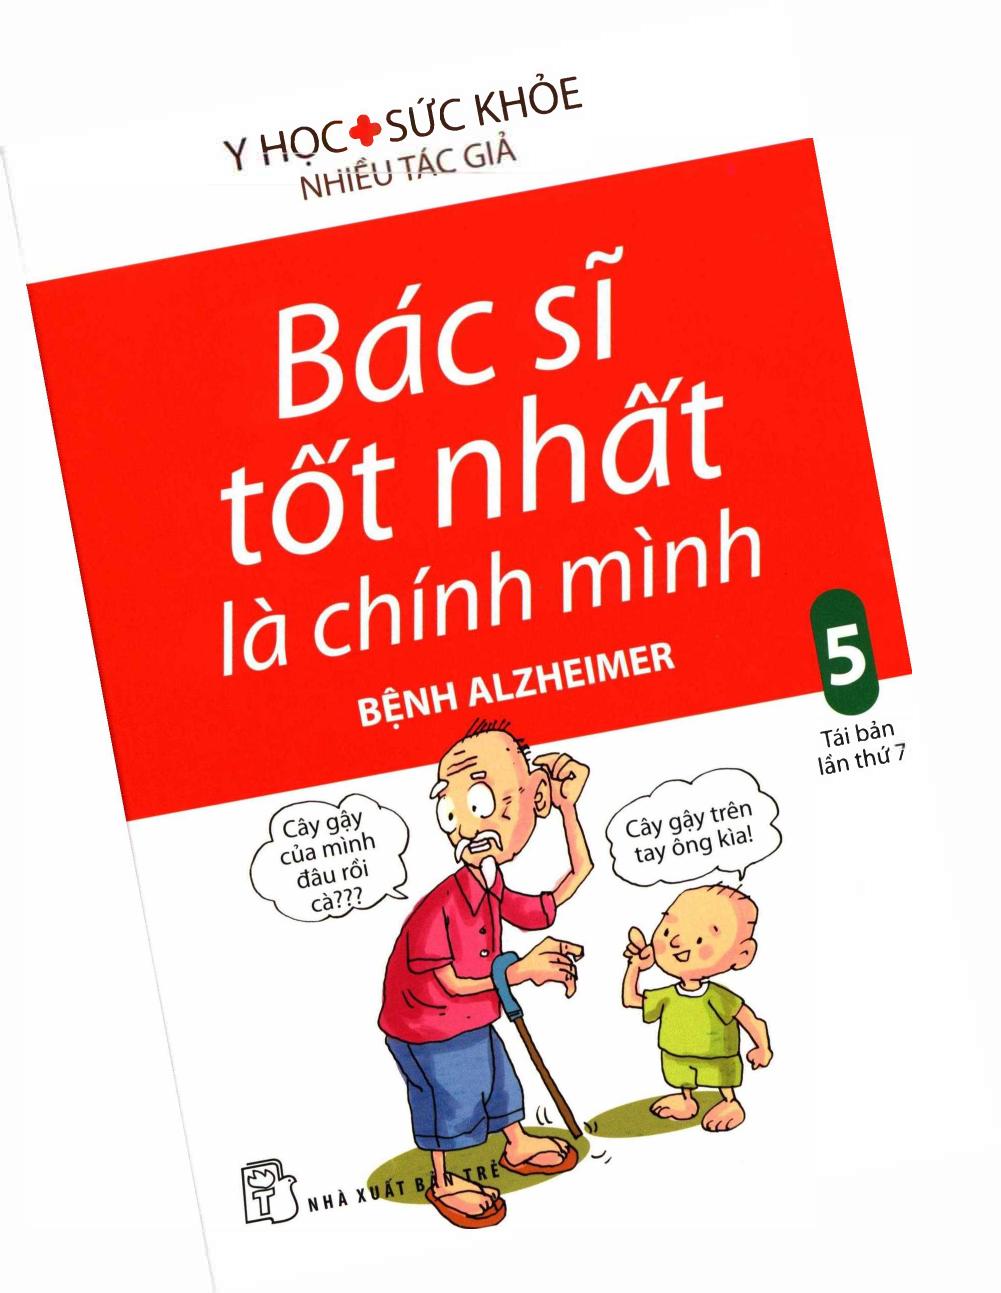 Y HỌC SỨC KHỎE
NHIỀU TÁC GIẢ
Bác sĩ
tốt nhất
là chính mình
BỆNH ALZHEIMER
5
Tái bản
lần thứ 7
Cây gậy
của mình
đâu rồi
cà???
Cây gậy trên
tay ông kìa!
T
NHÀ XUẤT BẢN TRẺ